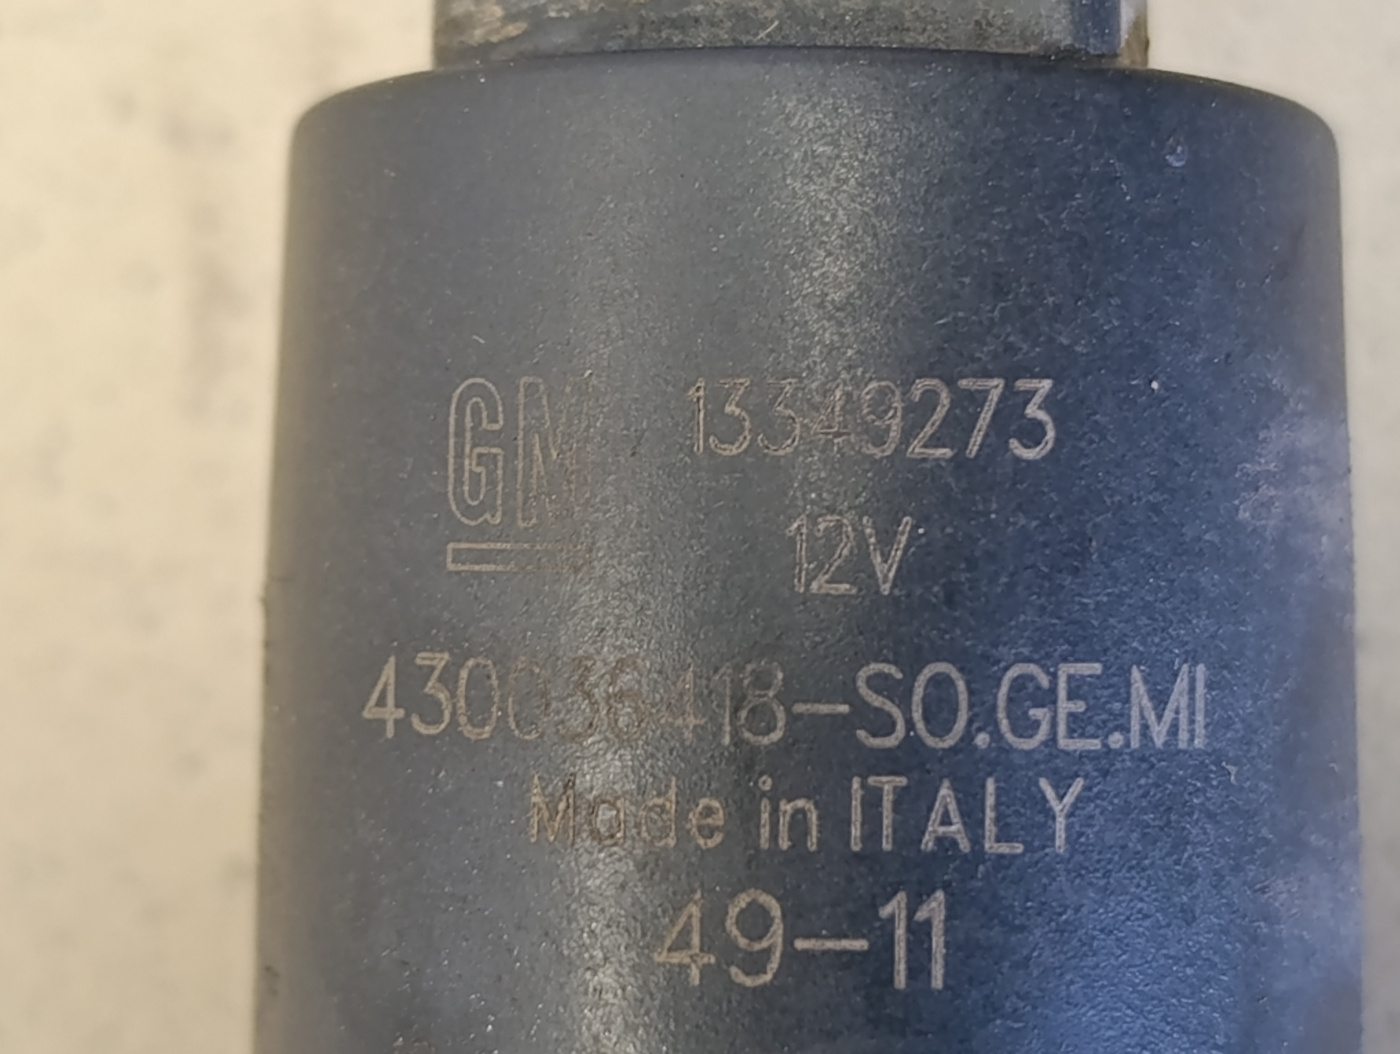 GM 13349273
12V
430036418-SO.GE.MI
Made in ITALY
49-11